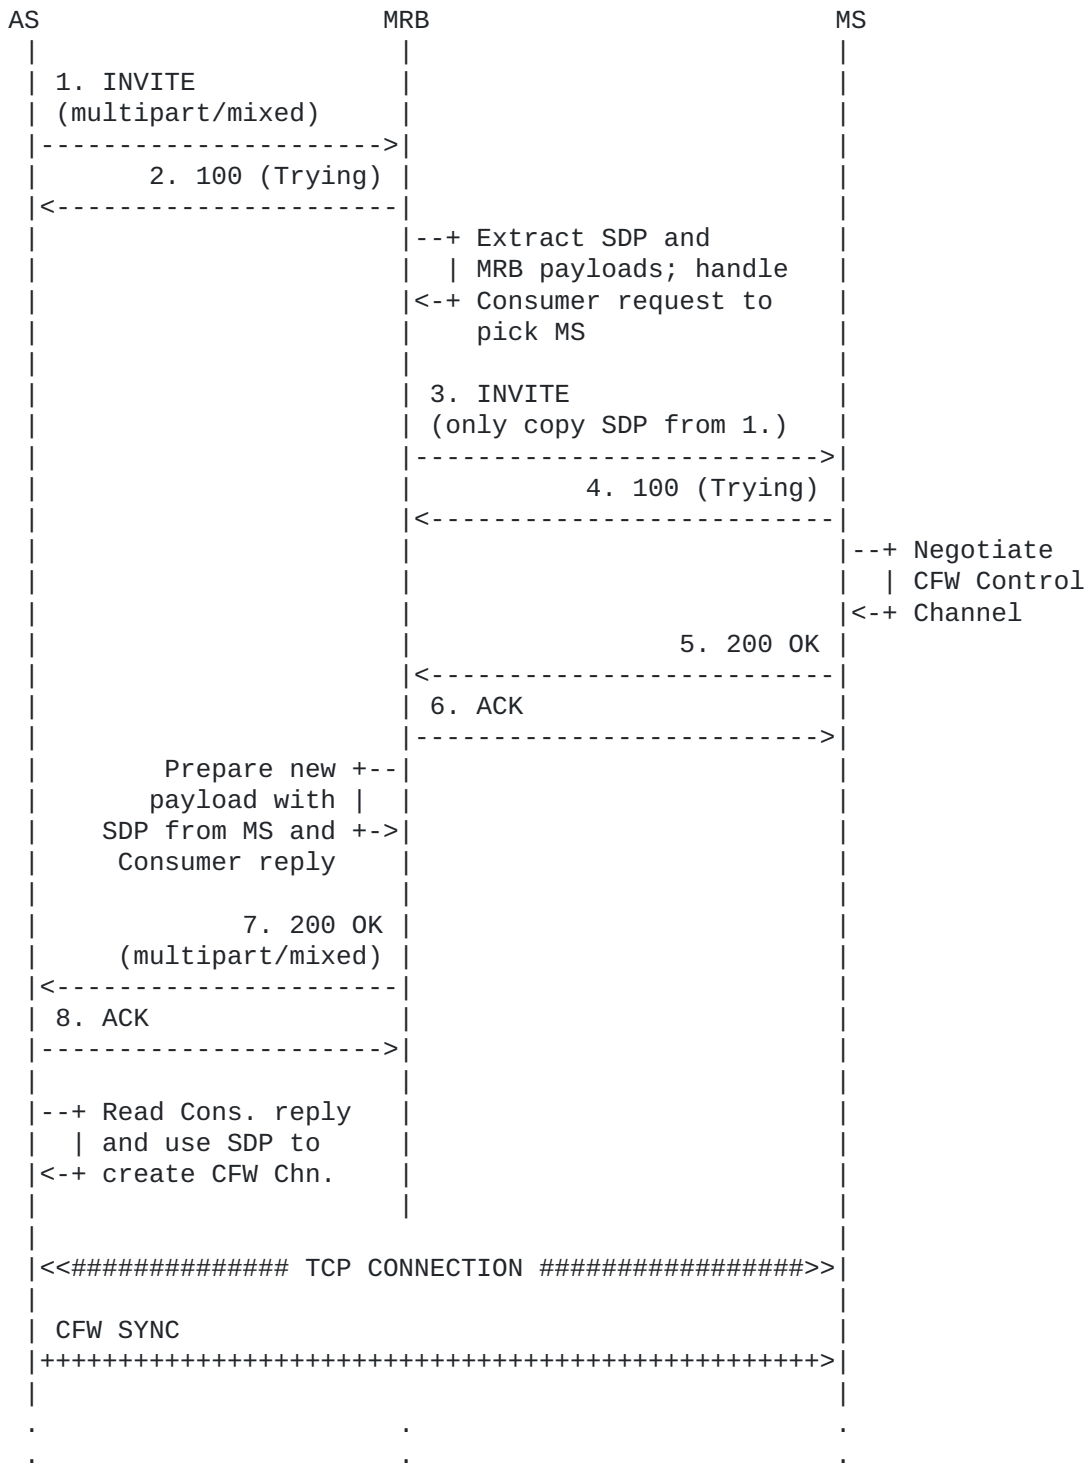 AS MRB MS
1. INVITE
(multipart/mixed)
2. 100 (Trying)
Extract SDP and
MRB payloads; handle
Consumer request to
pick MS
3. INVITE
(only copy SDP from 1.)
4. 100 (Trying)
Negotiate
CFW Control
Channel
5. 200 OK
6. ACK
Prepare new
payload with
SDP from MS and
Consumer reply
7. 200 OK
(multipart/mixed)
8. ACK
Read Cons. reply
and use SDP to
create CFW Chn.
<<############## TCP CONNECTION #################>>
CFW SYNC